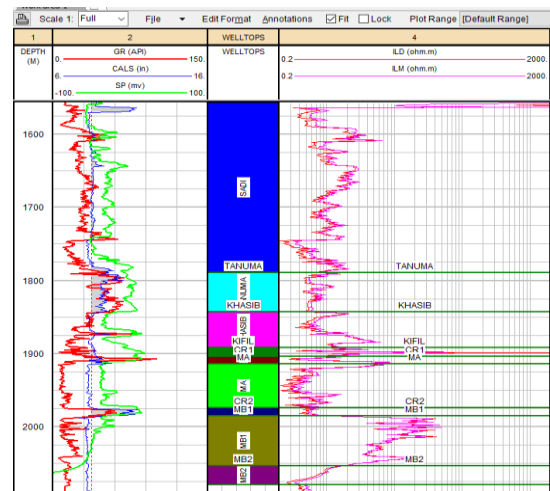 Scale 1: Full File Edit Format Annotations Fit Lock Plot Range [Default Range]
1 2 WELLTOPS 4
DEPTH (M) GR (API) WELLTOPS ILD (ohm.m)
0. 150. 0.2 2000.
CALS (in) ILM (ohm.m)
6. 16. 0.2 2000.
SP (mv)
-100. 100.
1600
SADI
1700
TANUMA TANUMA
1800
KHASIB KHASIB
KIFIL KIFIL
CR1 CR1
1900
MA MA
MA
CR2 CR2
MB1 MB1
2000
MB1
MB2 MB2
MB2